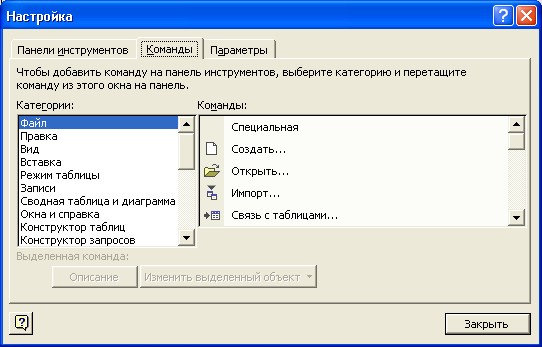 Настройка
Панели инструментов
Команды
Параметры
Чтобы добавить команду на панель инструментов, выберите категорию и перетащите
команду из этого окна на панель.
Категории:
Команды:
Файл
Правка
Вид
Вставка
Режим таблицы
Записи
Сводная таблица и диаграмма
Окна и справка
Конструктор таблиц
Конструктор запросов
Специальная
Создать...
Открыть...
Импорт...
Связь с таблицами...
Выделенная команда:
Описание
Изменить выделенный объект
Закрыть